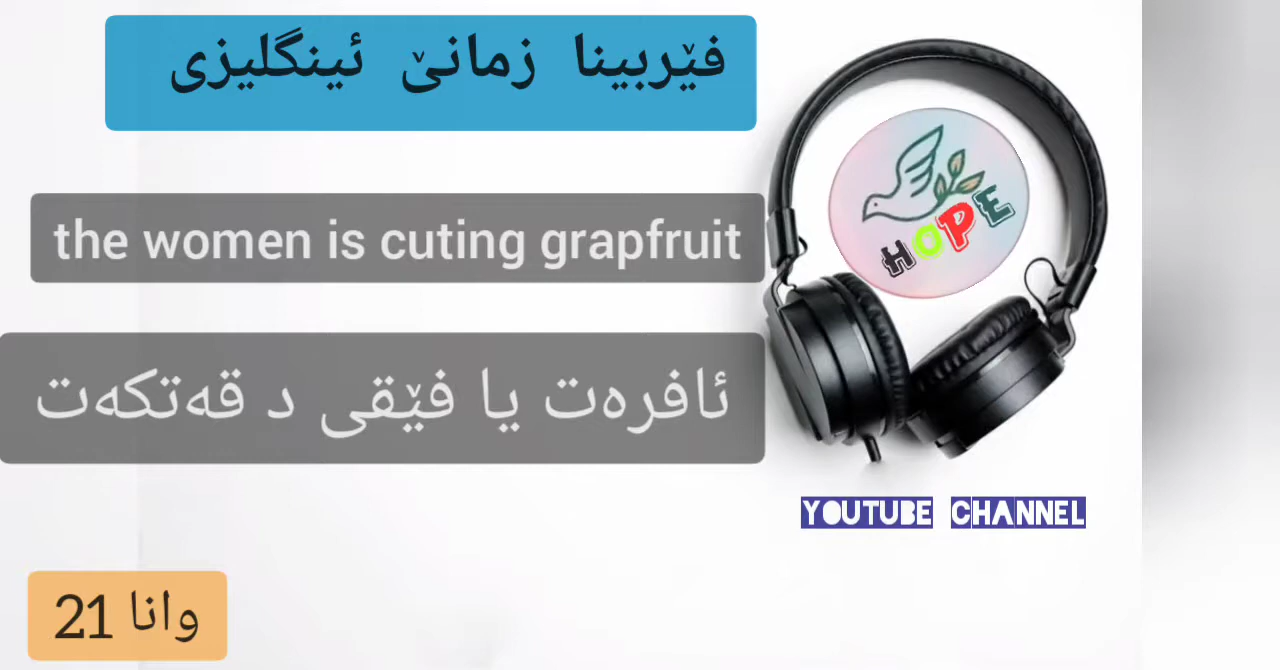 فێربینا زمانێ ئینگلیزی
the women is cuting grapfruit
ئافرەت یا فێقی د قەتکەت
HOPE
YOUTUBE CHANNEL
وانا 21